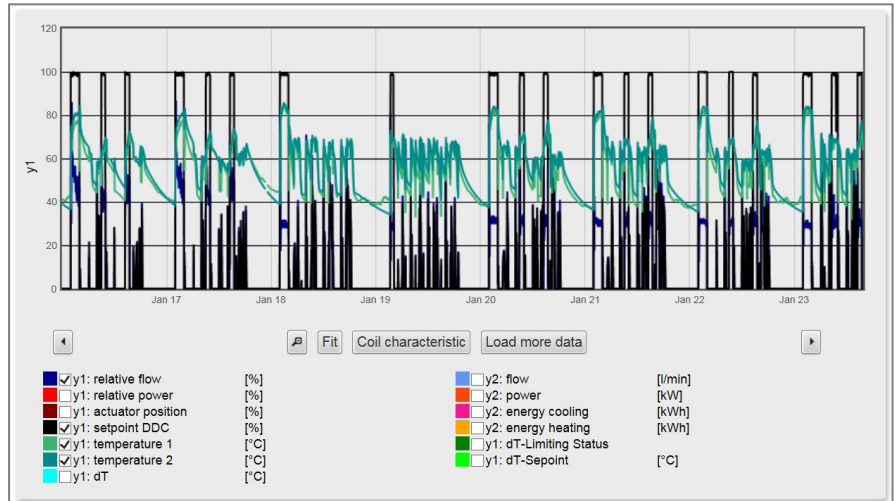 120
100
80
60
40
20
0
y1
Jan 17 Jan 18 Jan 19 Jan 20 Jan 21 Jan 22 Jan 23
Fit Coil characteristic Load more data
y1: relative flow [%]
y1: relative power [%]
y1: actuator position [%]
y1: setpoint DDC [%]
y1: temperature 1 [°C]
y1: temperature 2 [°C]
y1: dT [°C]
y2: flow [l/min]
y2: power [kW]
y2: energy cooling [kWh]
y2: energy heating [kWh]
y1: dT-Limiting Status
y1: dT-Sepoint [°C]